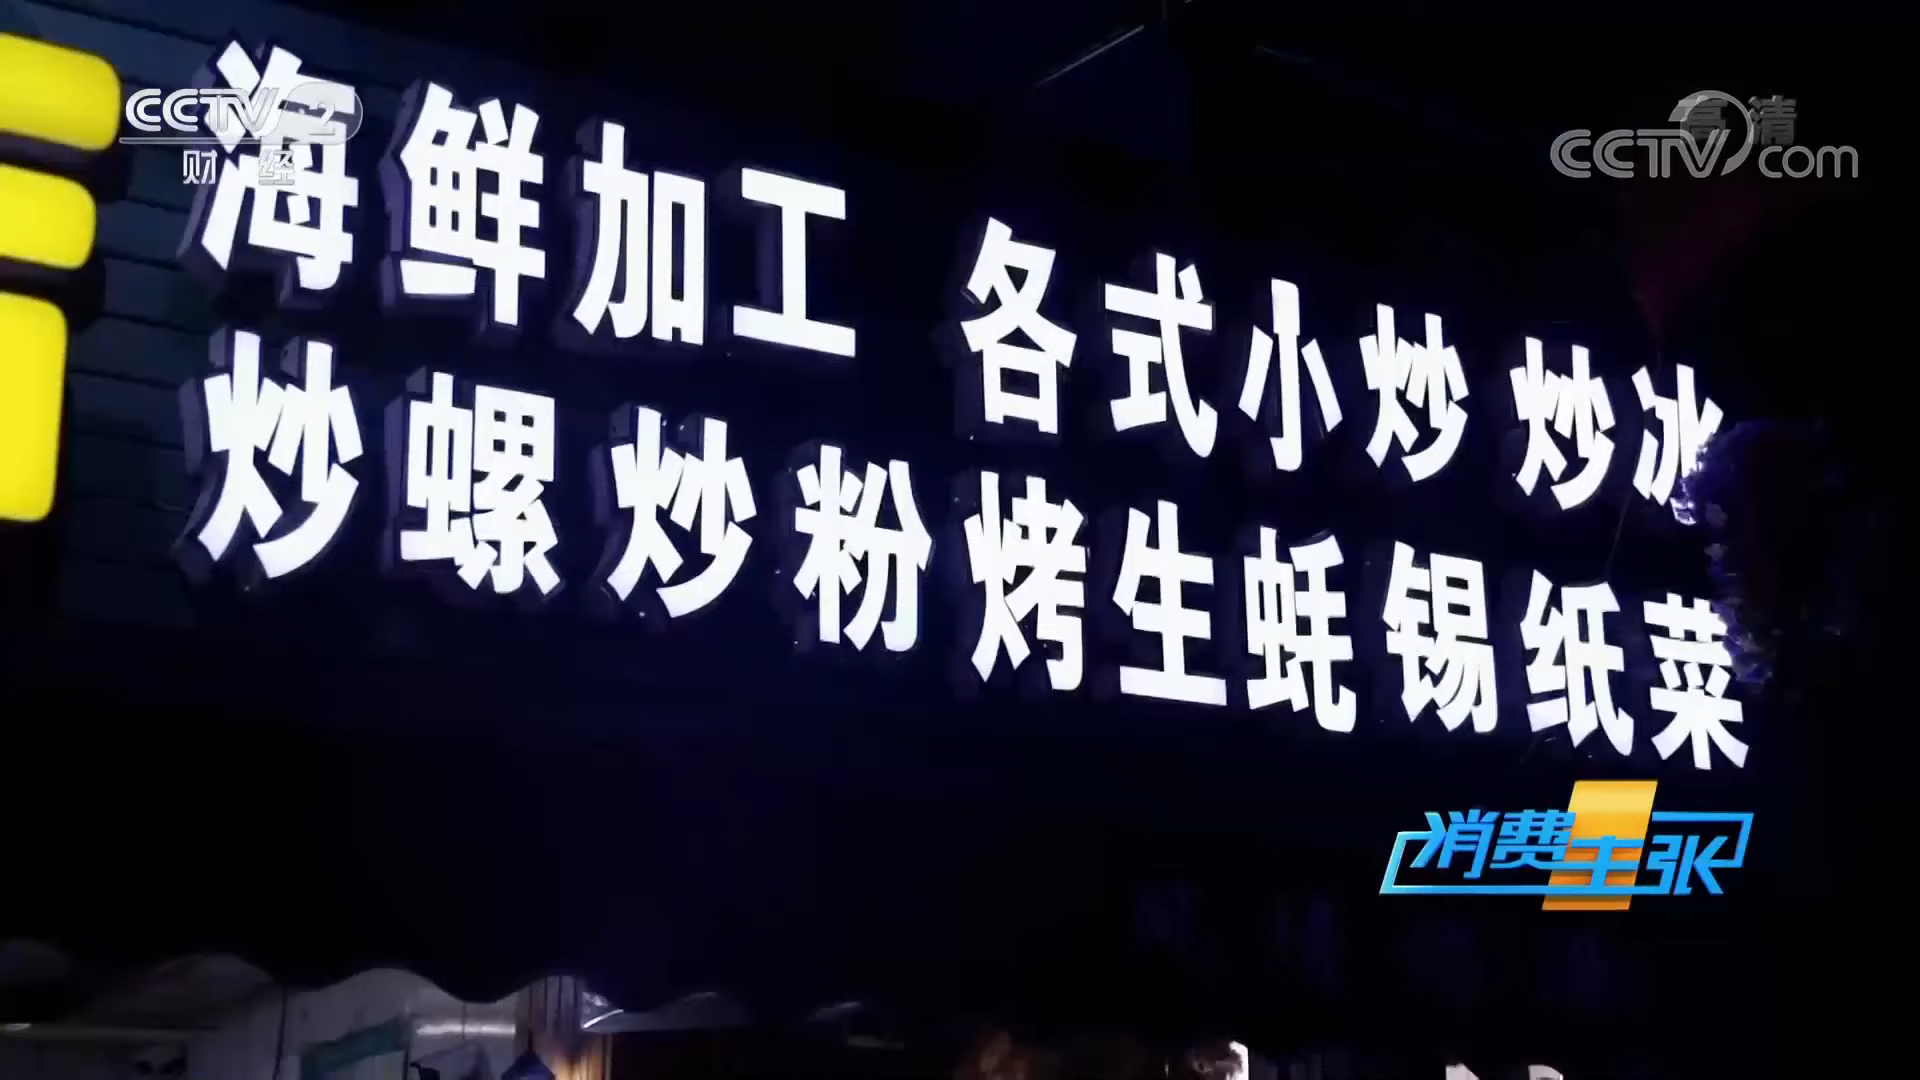 CCTV 2
财经
高清
CCTV.com
海鲜加工 各式小炒 炒冰
炒螺炒粉烤生蚝锡纸菜
消费主张